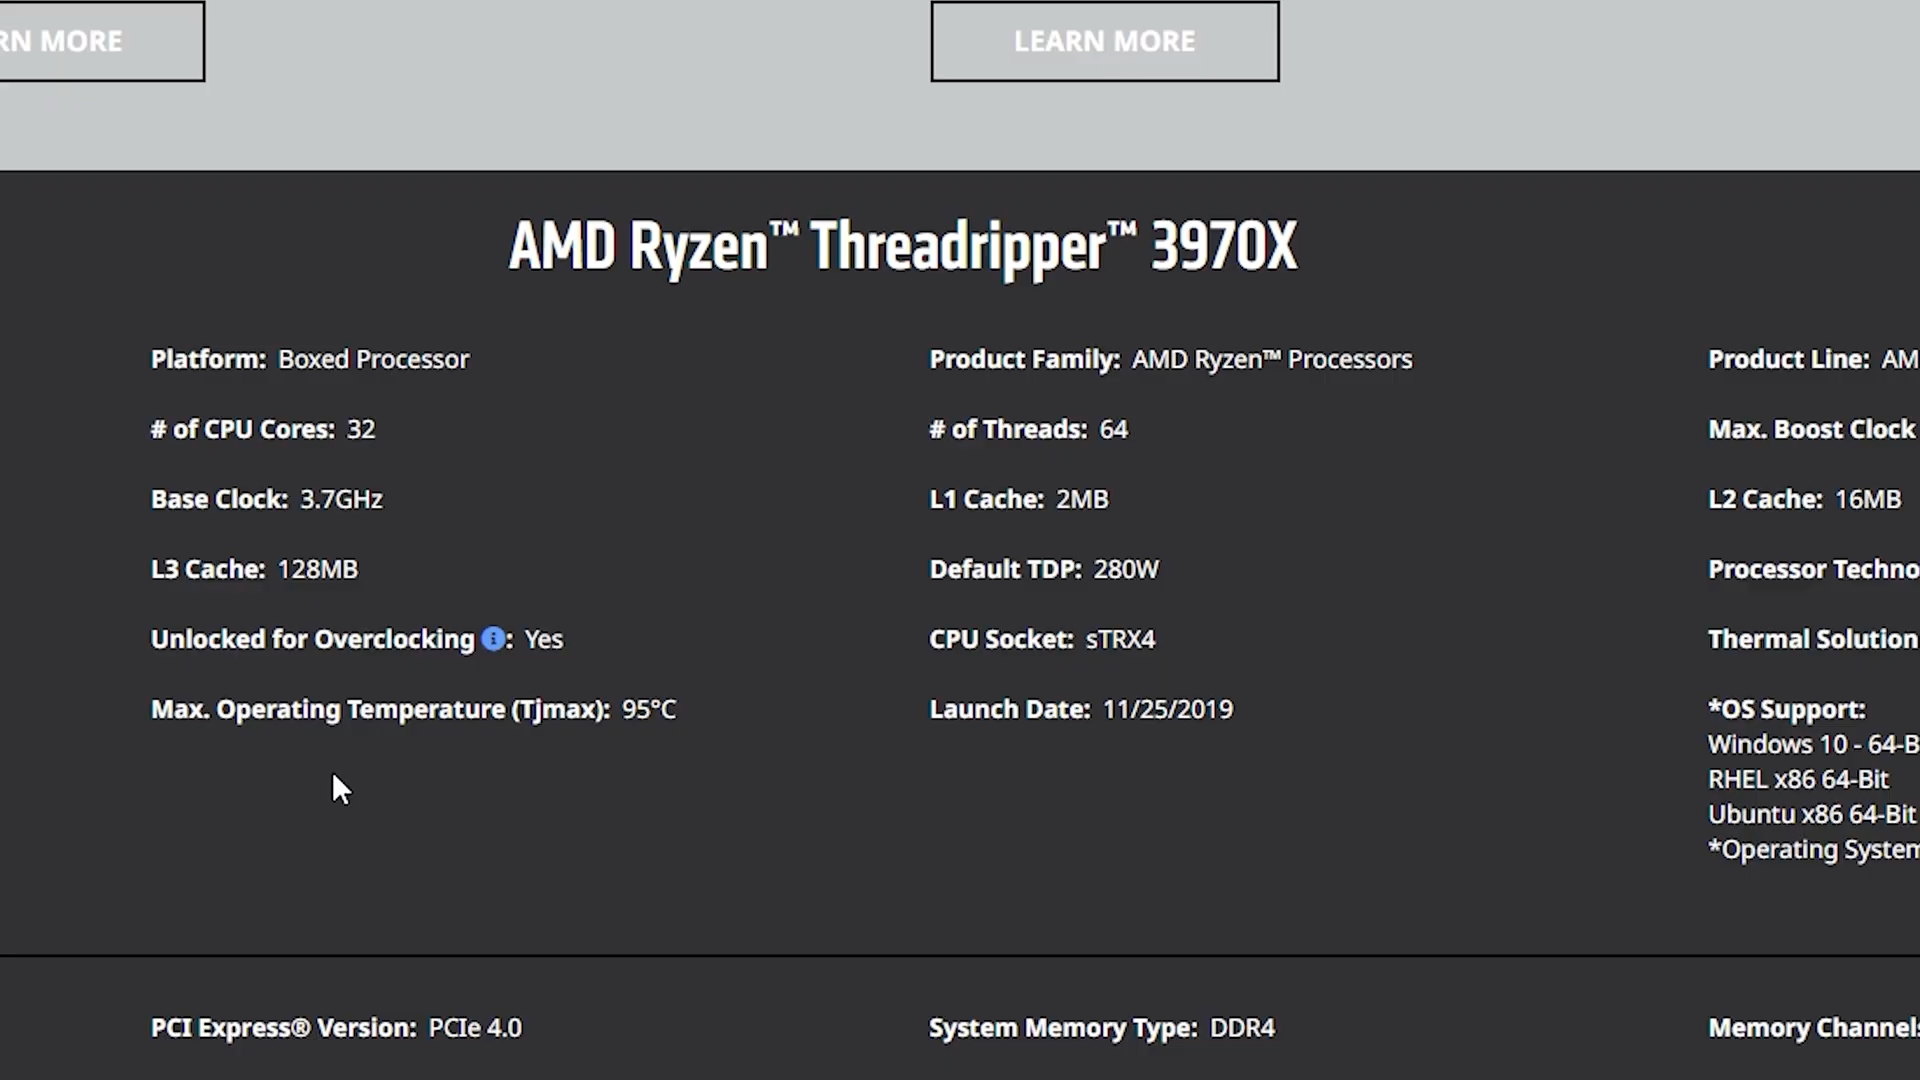 RN MORE
LEARN MORE
AMD Ryzen™ Threadripper™ 3970X
Platform: Boxed Processor
Product Family: AMD Ryzen™ Processors
Product Line: AM
# of CPU Cores: 32
# of Threads: 64
Max. Boost Clock
Base Clock: 3.7GHz
L1 Cache: 2MB
L2 Cache: 16MB
L3 Cache: 128MB
Default TDP: 280W
Processor Techno
Unlocked for Overclocking i: Yes
CPU Socket: sTRX4
Thermal Solution
Max. Operating Temperature (Tjmax): 95°C
Launch Date: 11/25/2019
*OS Support:
Windows 10 - 64-B
RHEL x86 64-Bit
Ubuntu x86 64-Bit
*Operating System
PCI Express® Version: PCIe 4.0
System Memory Type: DDR4
Memory Channels